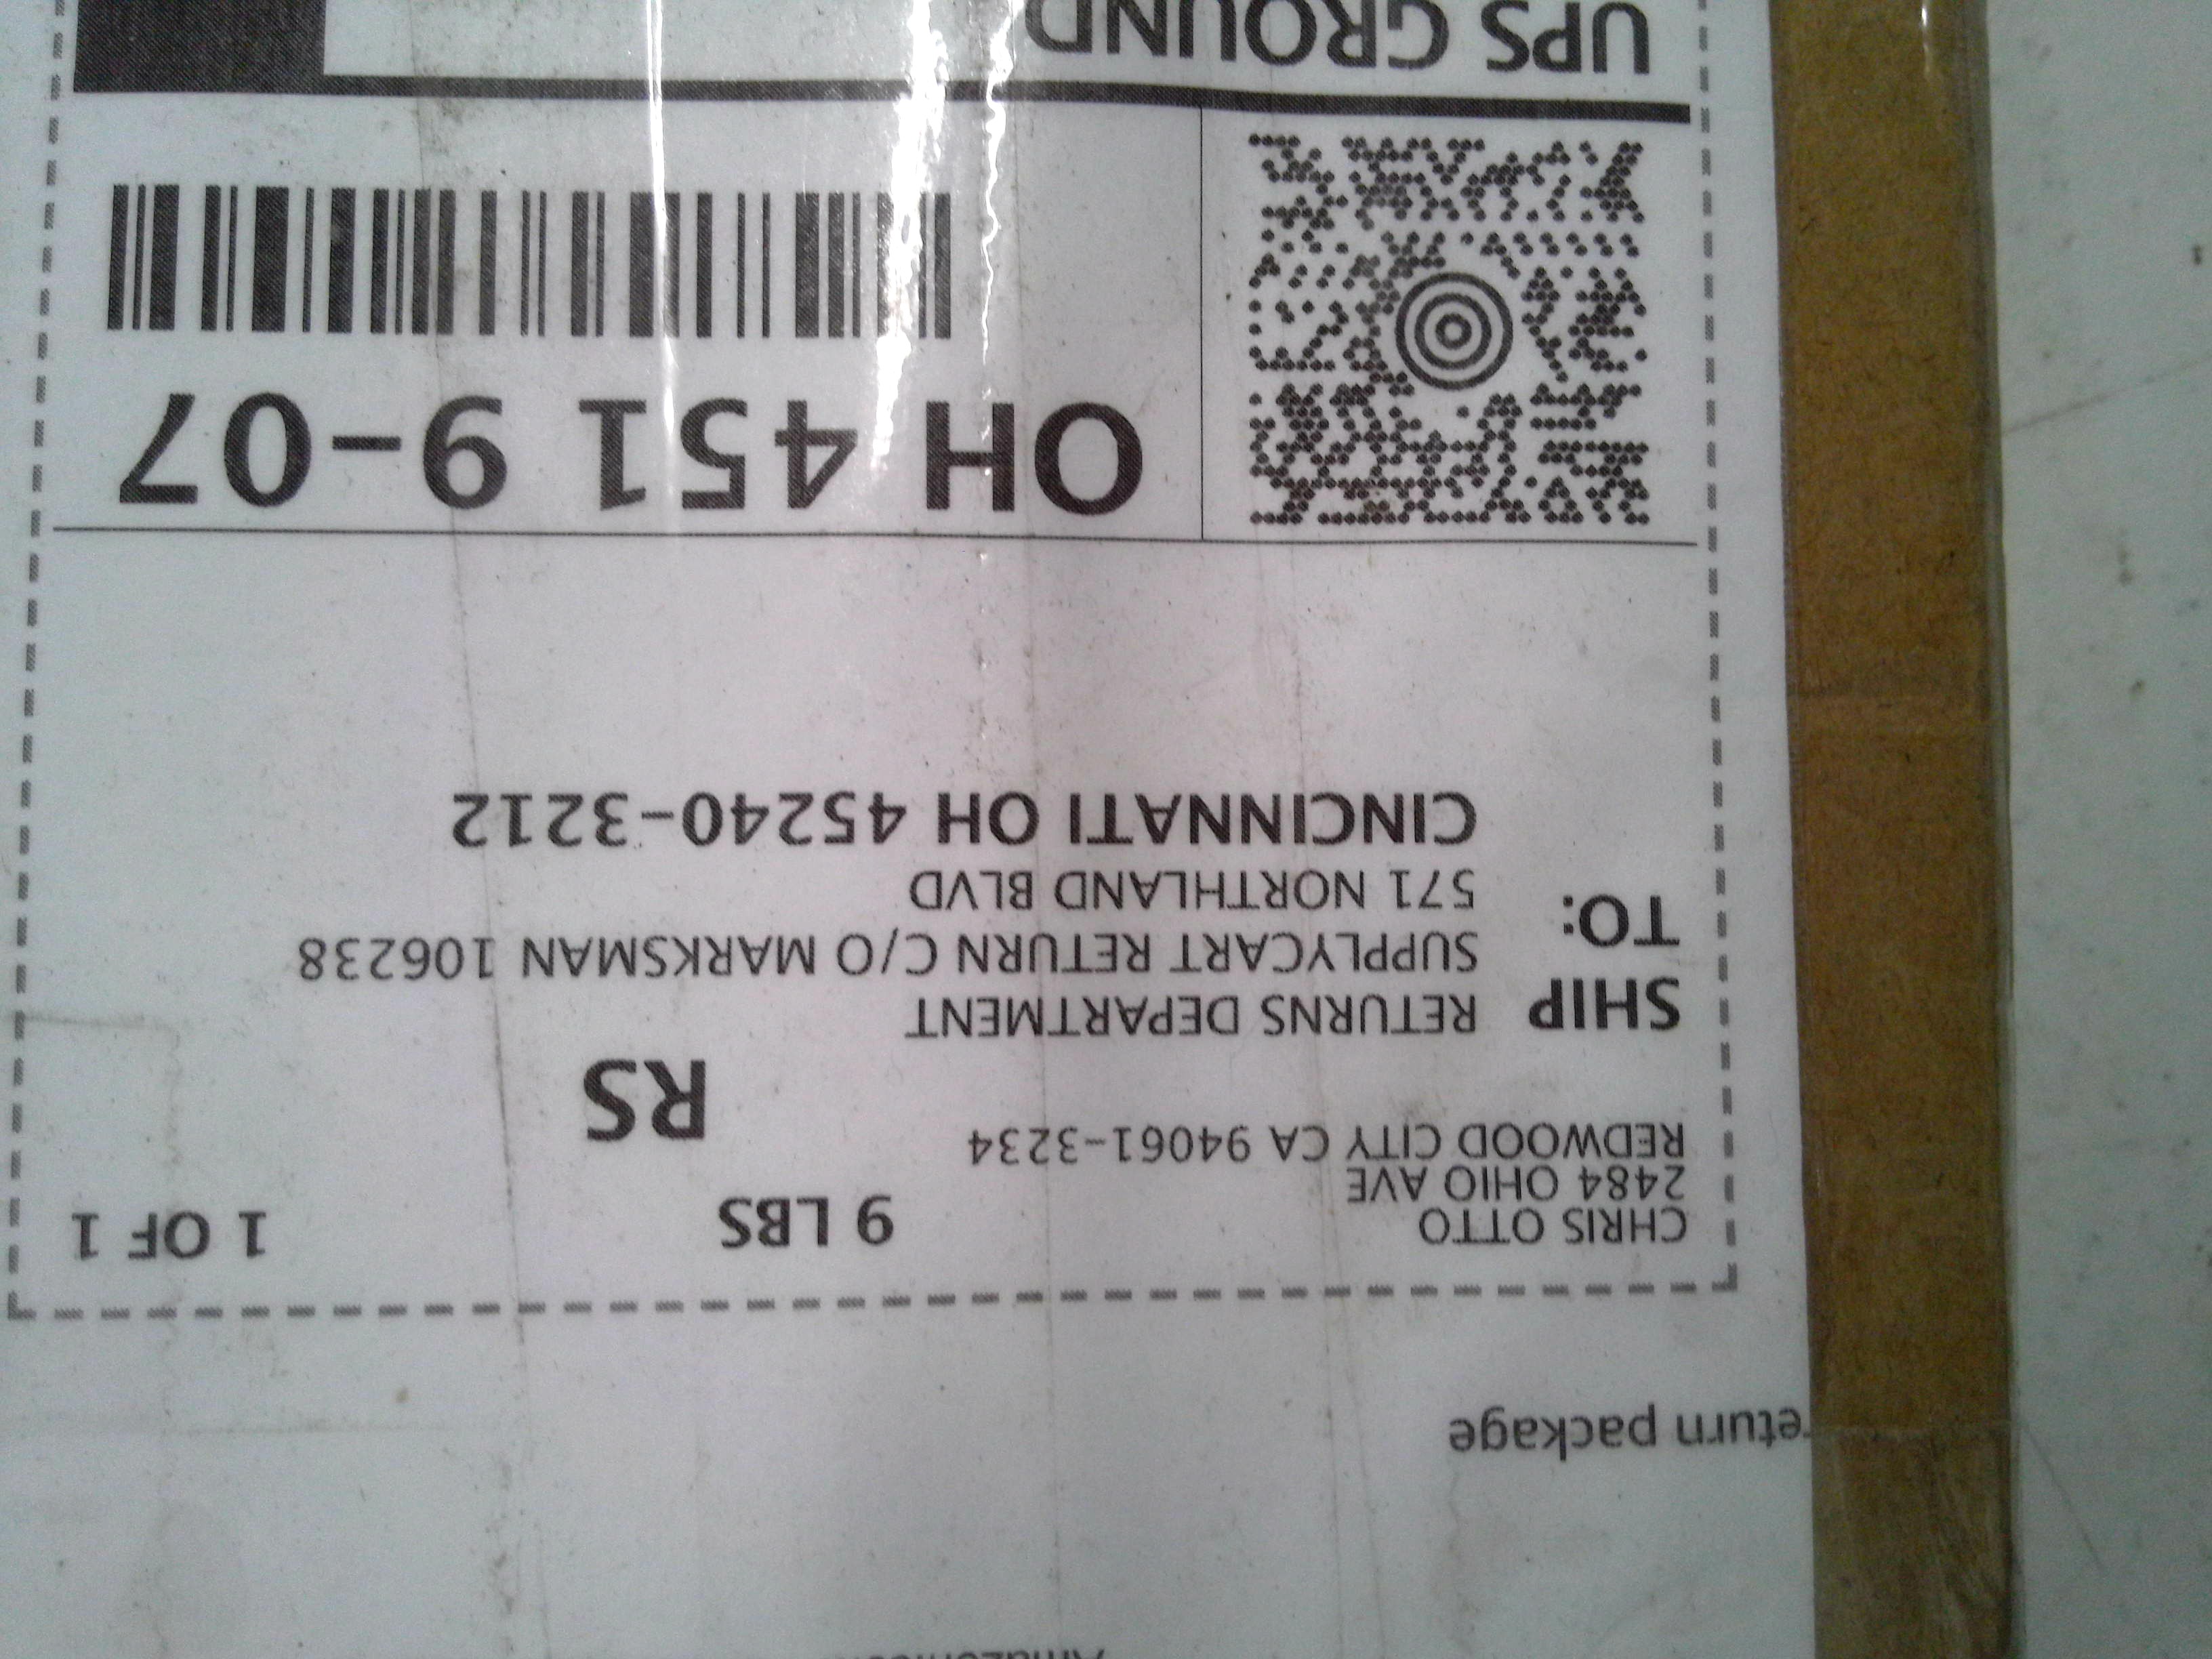 return package
CHRIS OTTO
2484 OHIO AVE
REDWOOD CITY CA 94061-3234
9 LBS
1 OF 1
RS
SHIP
TO:
RETURNS DEPARTMENT
SUPPLYCART RETURN C/O MARKSMAN 106238
571 NORTHLAND BLVD
CINCINNATI OH 45240-3212
OH 451 9-07
UPS GROUND